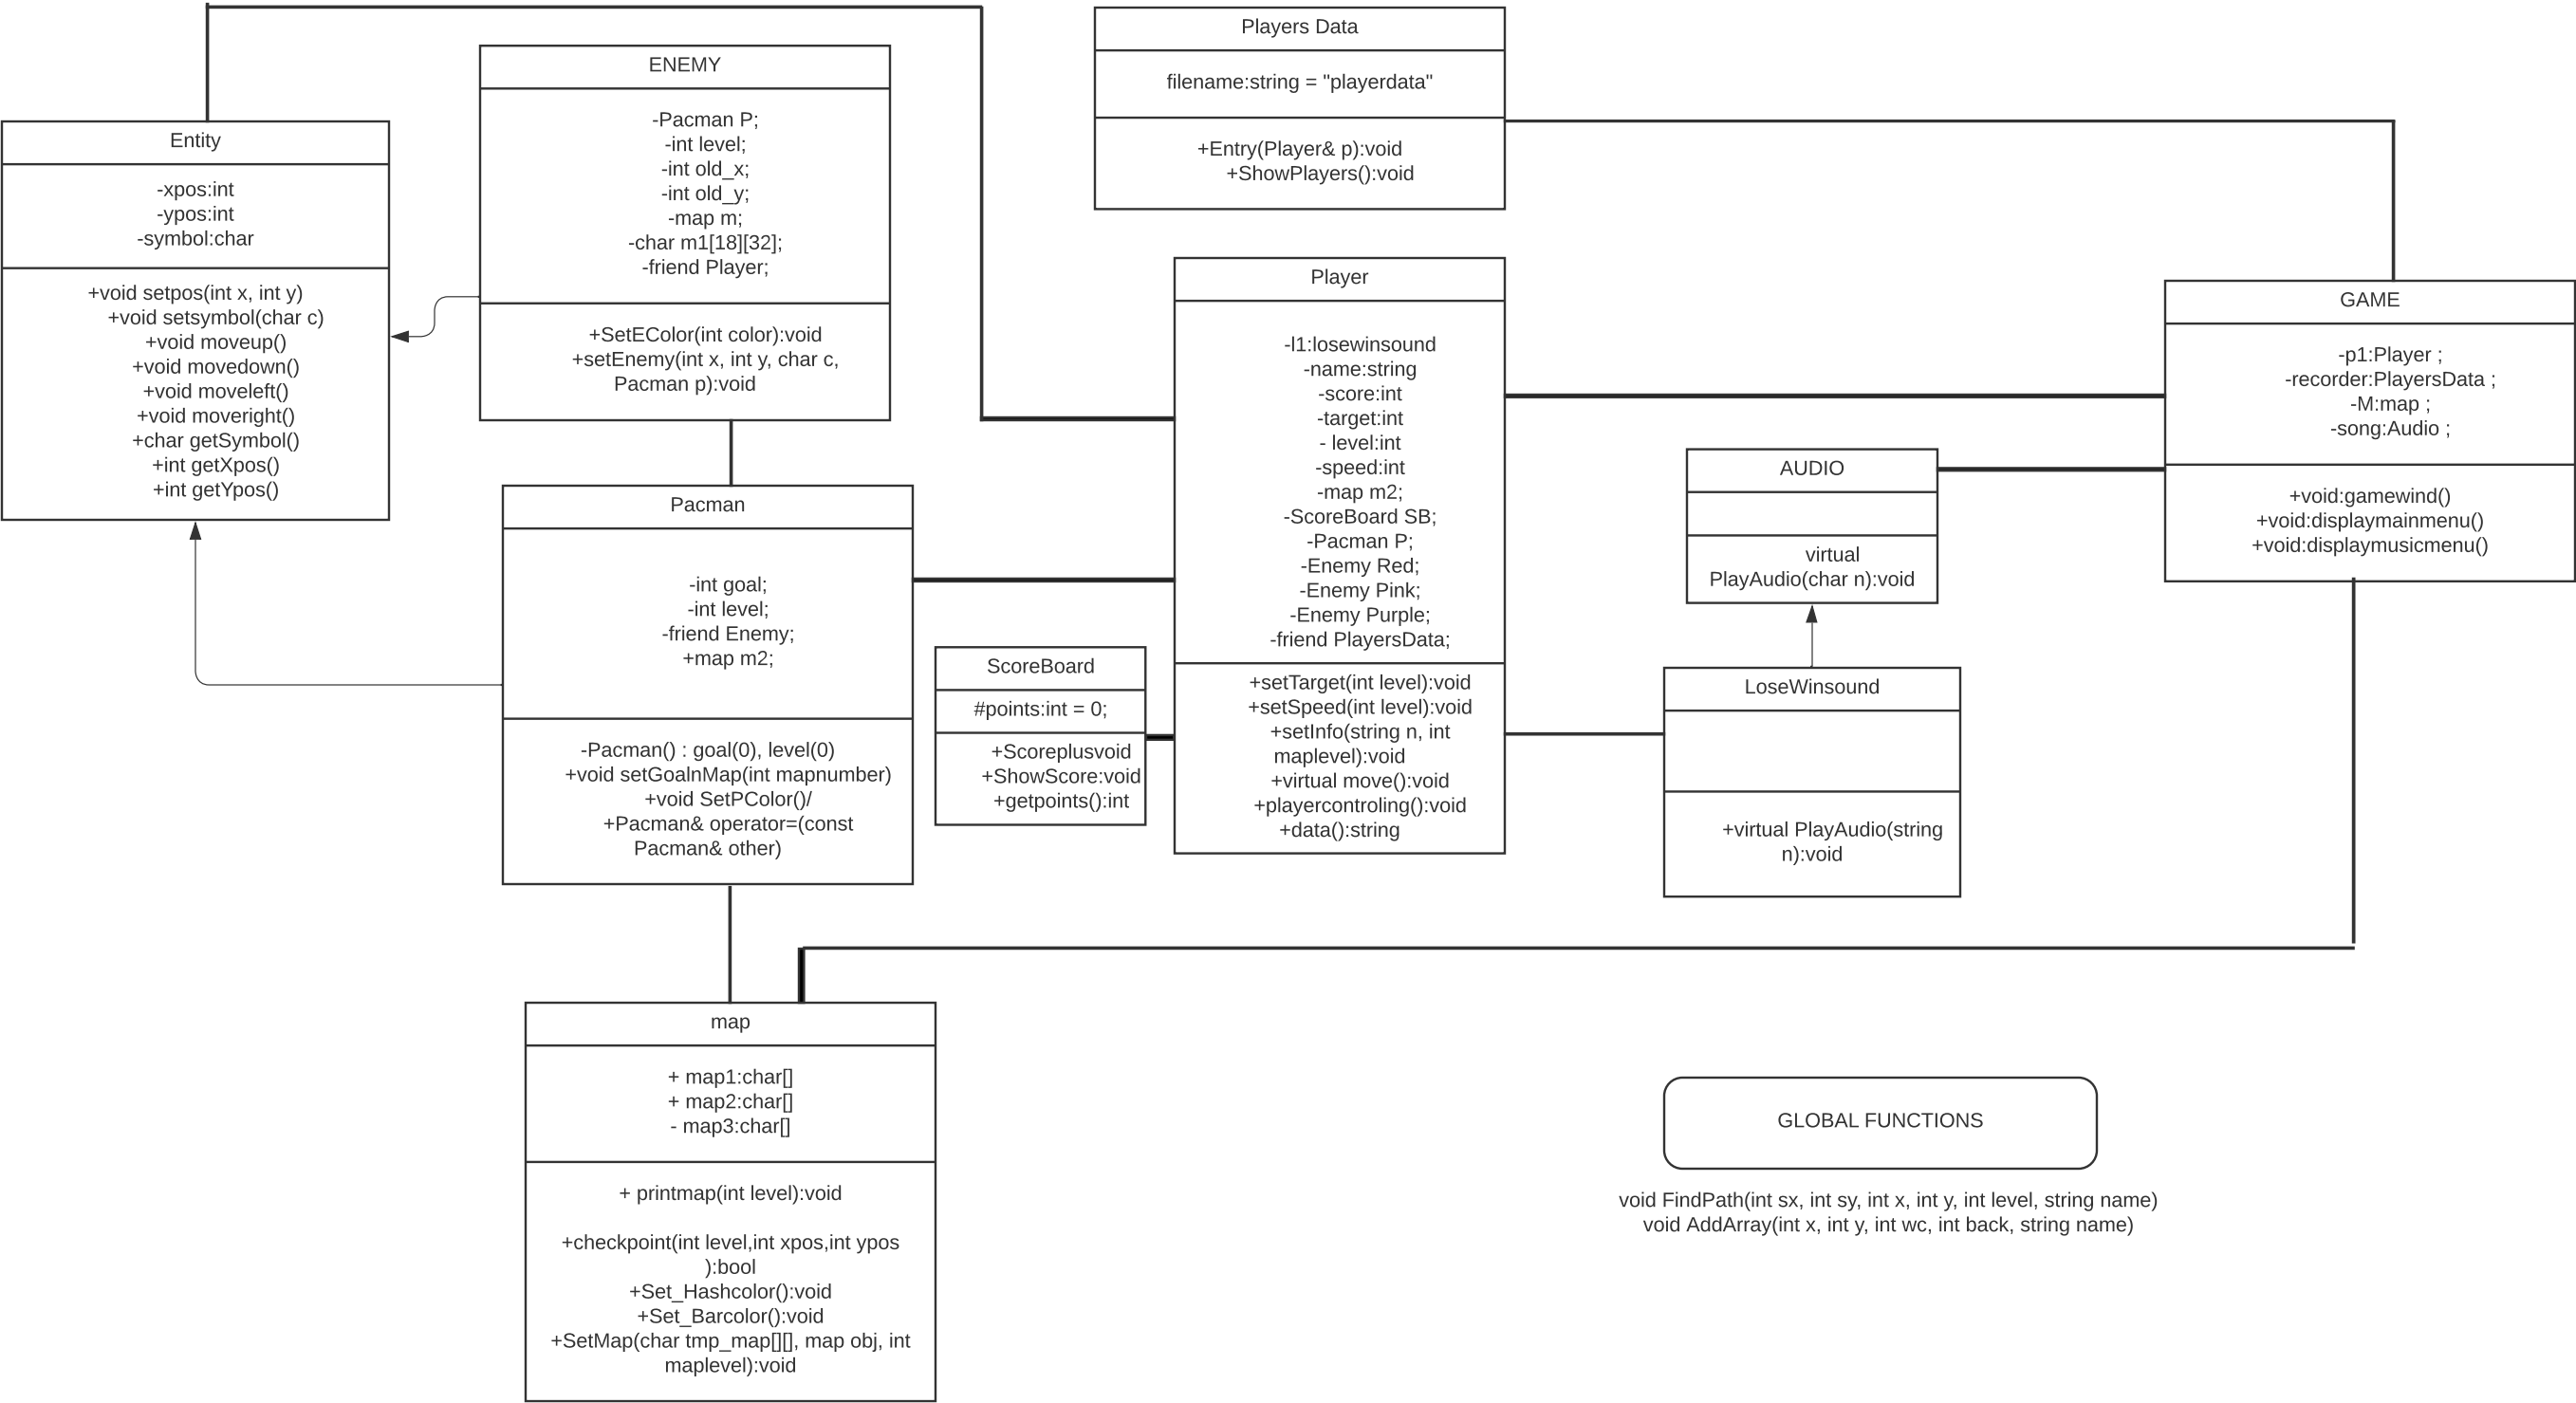 Entity
-xpos:int
-ypos:int
-symbol:char
+void setpos(int x, int y)
+void setsymbol(char c)
+void moveup()
+void movedown()
+void moveleft()
+void moveright()
+char getSymbol()
+int getXpos()
+int getYpos()
ENEMY
-Pacman P;
-int level;
-int old_x;
-int old_y;
-map m;
-char m1[18][32];
-friend Player;
+SetEColor(int color):void
+setEnemy(int x, int y, char c,
Pacman p):void
Players Data
filename:string = "playerdata"
+Entry(Player& p):void
+ShowPlayers():void
Pacman
-int goal;
-int level;
-friend Enemy;
+map m2;
-Pacman() : goal(0), level(0)
+void setGoalnMap(int mapnumber)
+void SetPColor()/
+Pacman& operator=(const
Pacman& other)
ScoreBoard
#points:int = 0;
+Scoreplusvoid
+ShowScore:void
+getpoints():int
Player
-l1:losewinsound
-name:string
-score:int
-target:int
- level:int
-speed:int
-map m2;
-ScoreBoard SB;
-Pacman P;
-Enemy Red;
-Enemy Pink;
-Enemy Purple;
-friend PlayersData;
+setTarget(int level):void
+setSpeed(int level):void
+setInfo(string n, int
maplevel):void
+virtual move():void
+playercontroling():void
+data():string
AUDIO
virtual
PlayAudio(char n):void
LoseWinsound
+virtual PlayAudio(string
n):void
GAME
-p1:Player ;
-recorder:PlayersData ;
-M:map ;
-song:Audio ;
+void:gamewind()
+void:displaymainmenu()
+void:displaymusicmenu()
map
+ map1:char[]
+ map2:char[]
- map3:char[]
+ printmap(int level):void
+checkpoint(int level,int xpos,int ypos
):bool
+Set_Hashcolor():void
+Set_Barcolor():void
+SetMap(char tmp_map[][], map obj, int
maplevel):void
GLOBAL FUNCTIONS
void FindPath(int sx, int sy, int x, int y, int level, string name)
void AddArray(int x, int y, int wc, int back, string name)